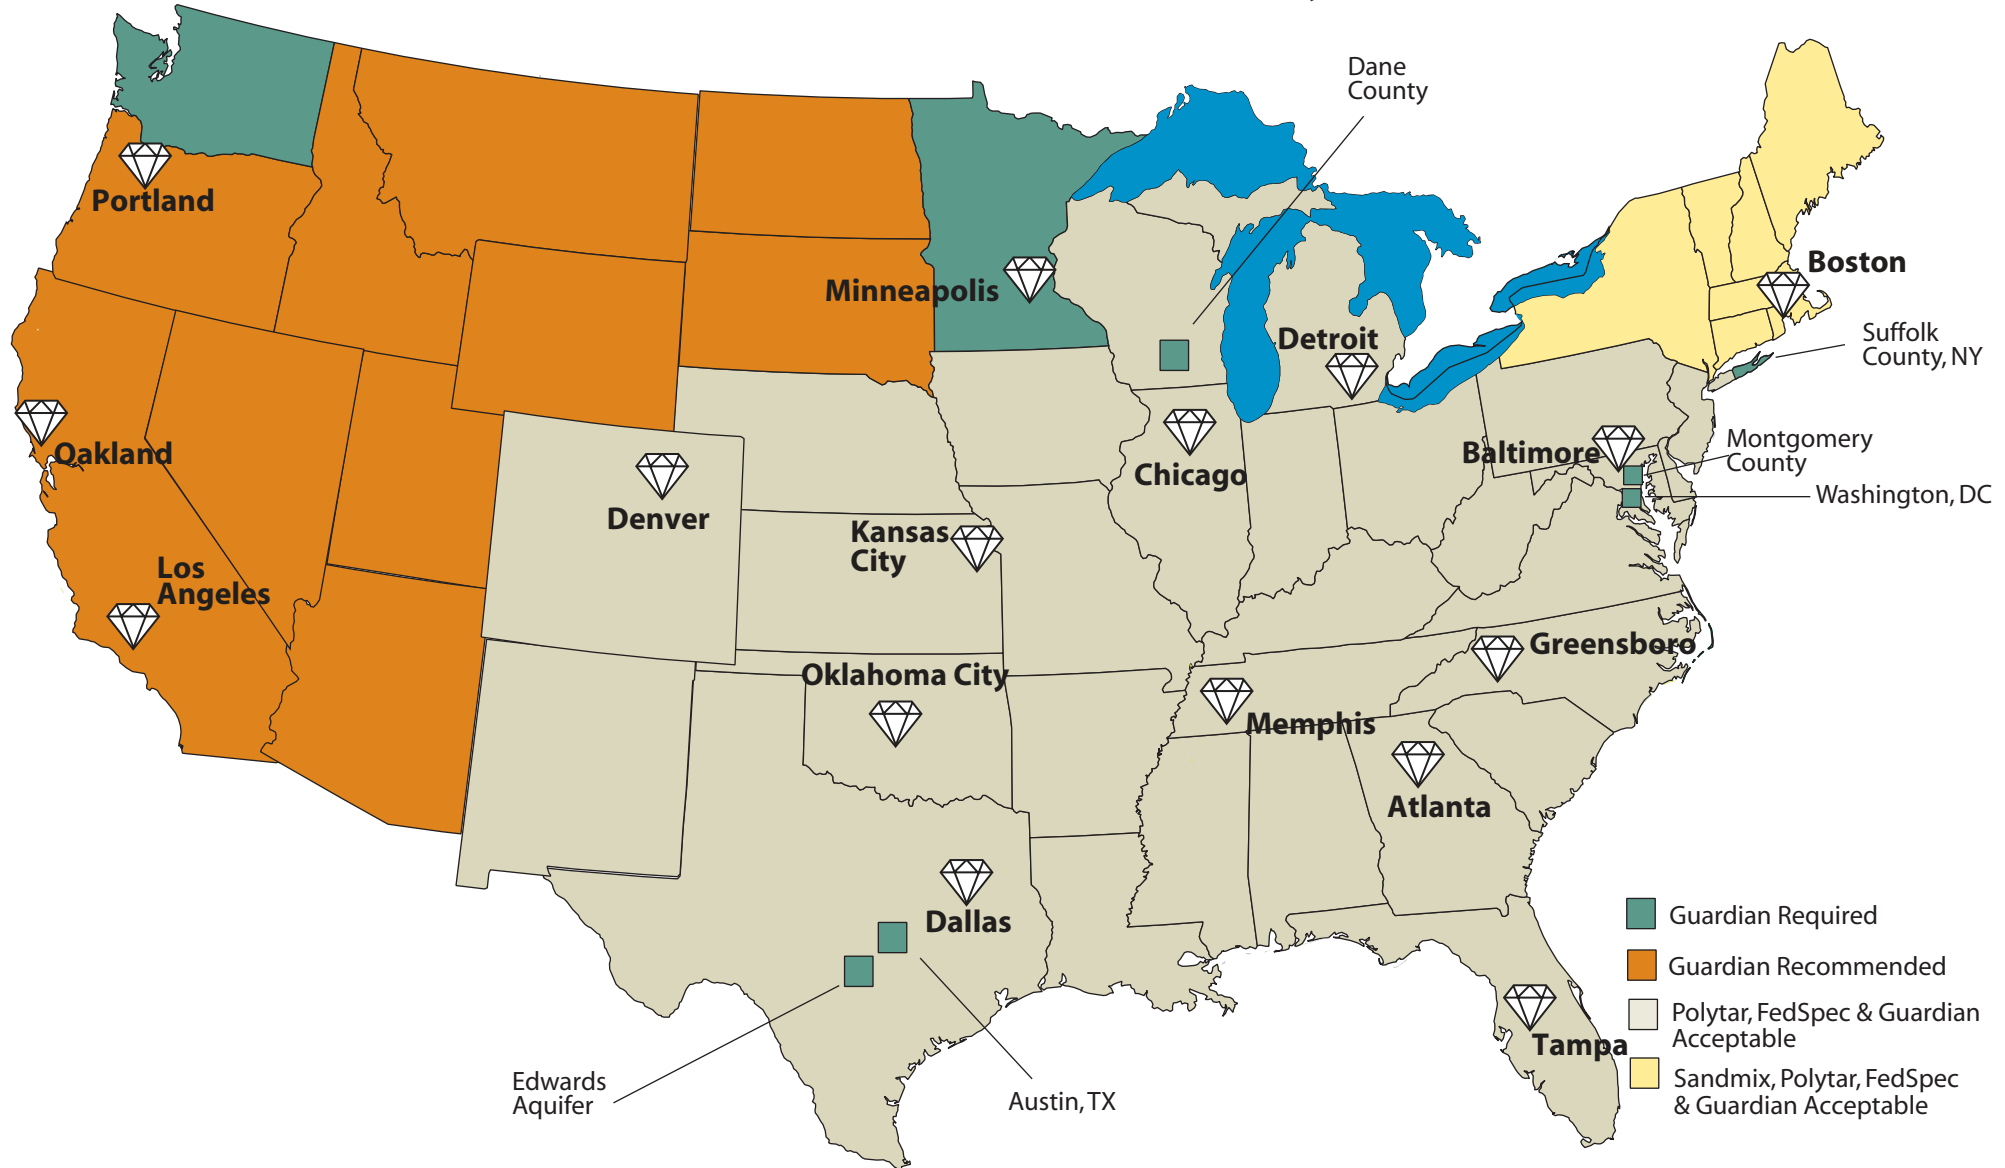 Dane
County
Portland
Minneapolis
Boston
Detroit
Suffolk
County, NY
Oakland
Baltimore
Montgomery
County
Chicago
Washington, DC
Denver
Kansas
City
Los
Angeles
Greensboro
Oklahoma City
Memphis
Atlanta
Dallas
Guardian Required
Guardian Recommended
Polytar, FedSpec & Guardian
Acceptable
Tampa
Sandmix, Polytar, FedSpec
& Guardian Acceptable
Edwards
Aquifer
Austin, TX